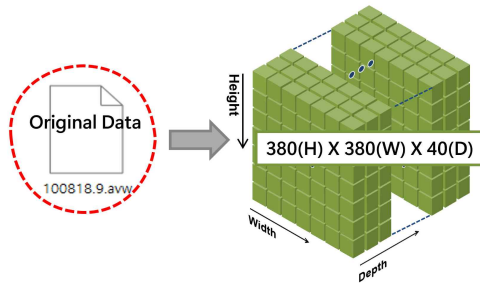 Original Data
100818.9.avw
Height
380(H) X 380(W) X 40(D)
Width
Depth